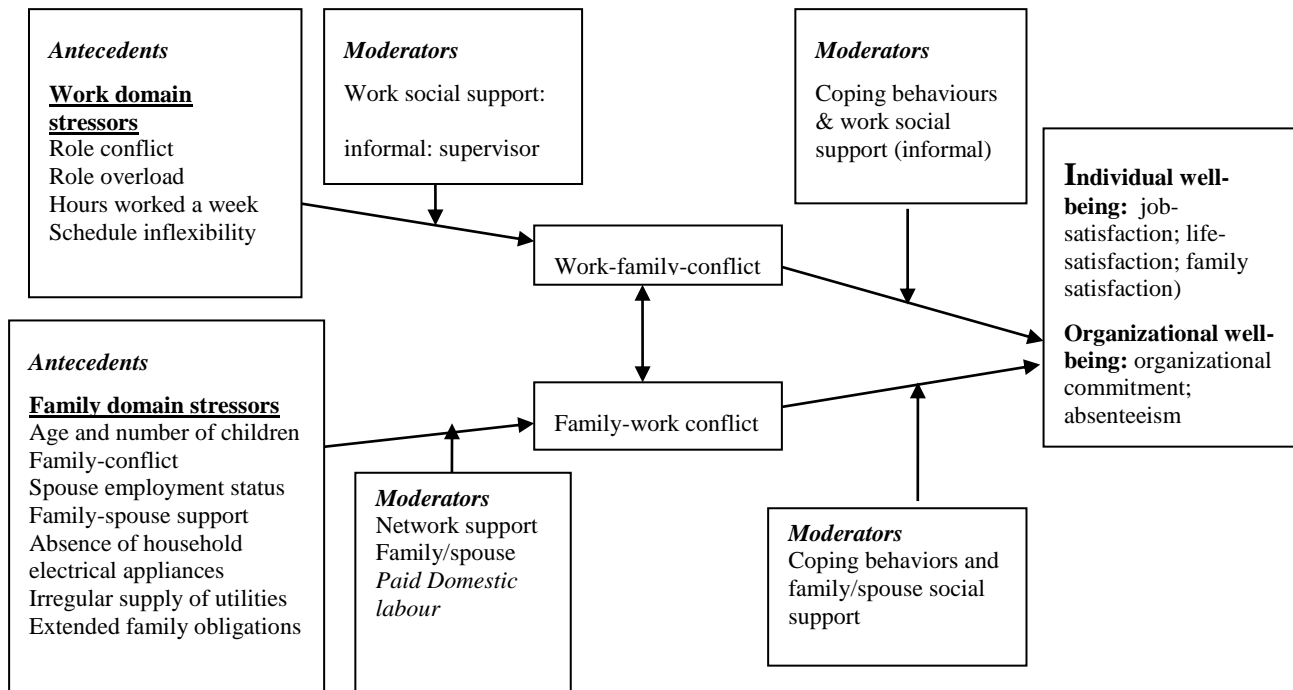 Antecedents
Work domain
stressors
Role conflict
Role overload
Hours worked a week
Schedule inflexibility
Moderators
Work social support:
informal: supervisor
Moderators
Coping behaviours
& work social
support (informal)
Individual well-
being: job-
satisfaction; life-
satisfaction; family
satisfaction)
Organizational well-
being: organizational
commitment;
absenteeism
Work-family-conflict
Family-work conflict
Antecedents
Family domain stressors
Age and number of children
Family-conflict
Spouse employment status
Family-spouse support
Absence of household
electrical appliances
Irregular supply of utilities
Extended family obligations
Moderators
Network support
Family/spouse
Paid Domestic
labour
Moderators
Coping behaviors and
family/spouse social
support